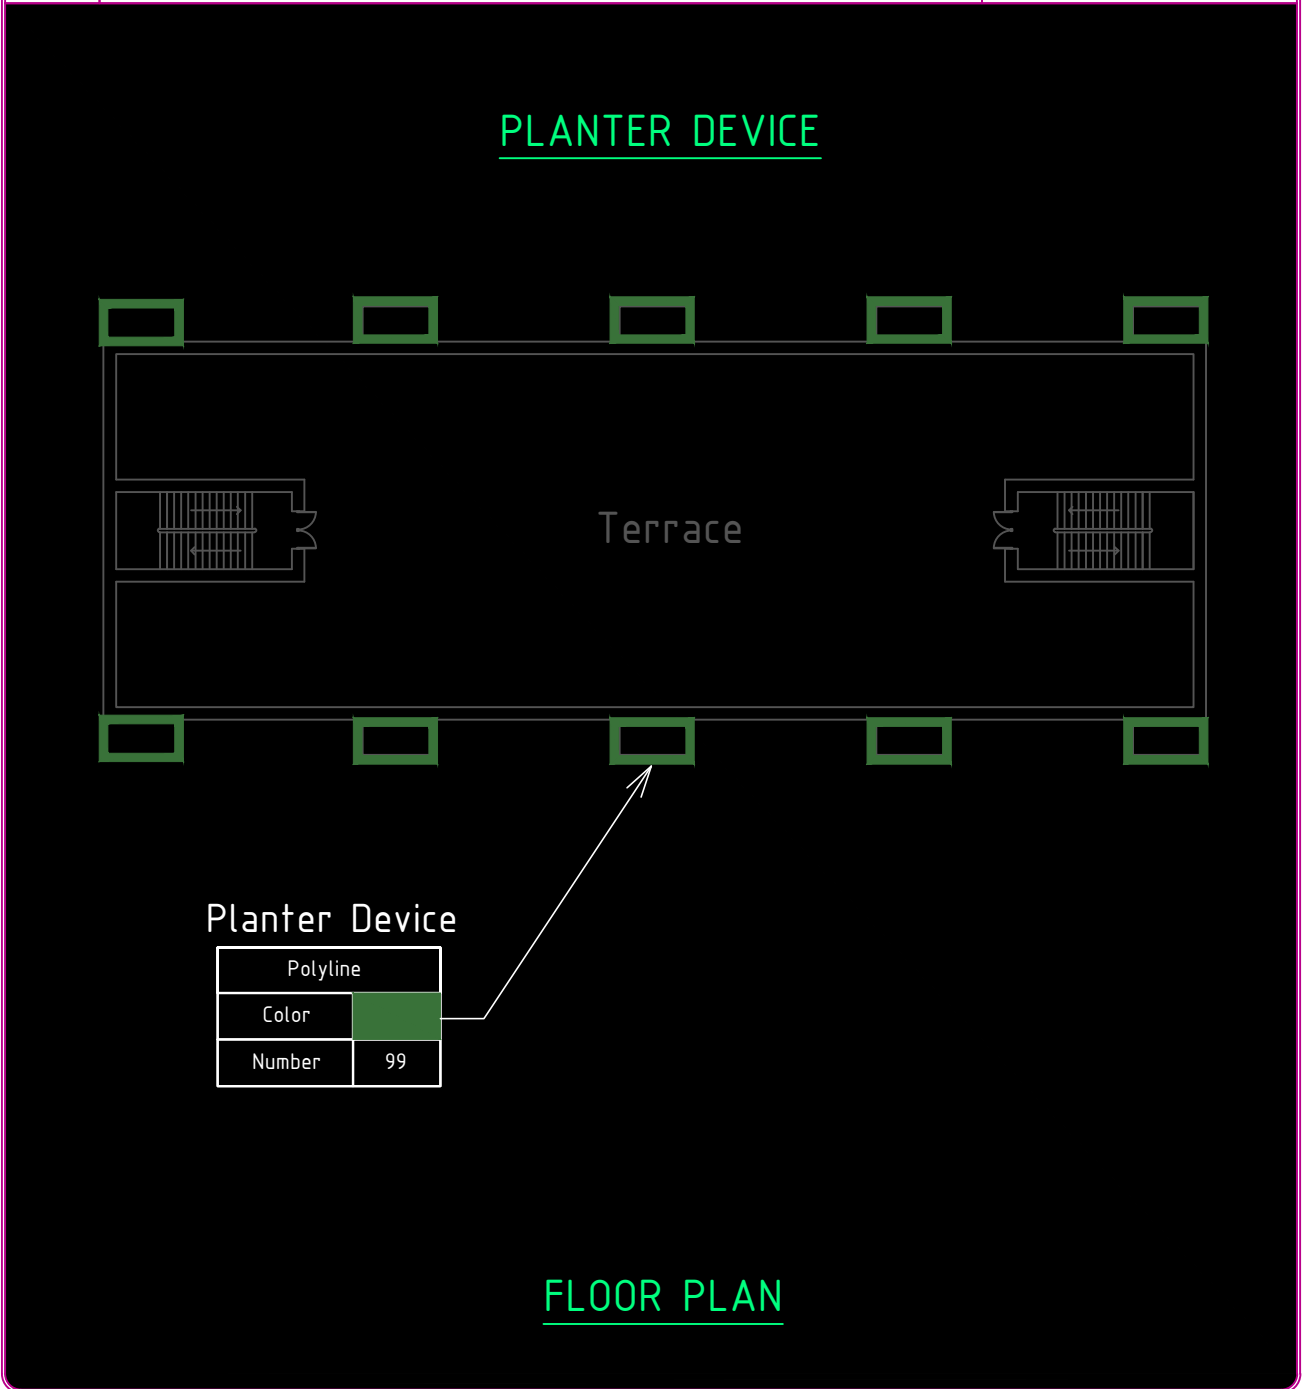 PLANTER DEVICE
Terrace
Planter Device
Polyline
Color
Number 99
FLOOR PLAN